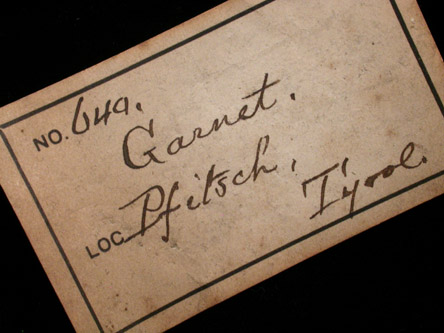 NO. 649.
Garnet.
LOC Pfitsch,
Tyrol.